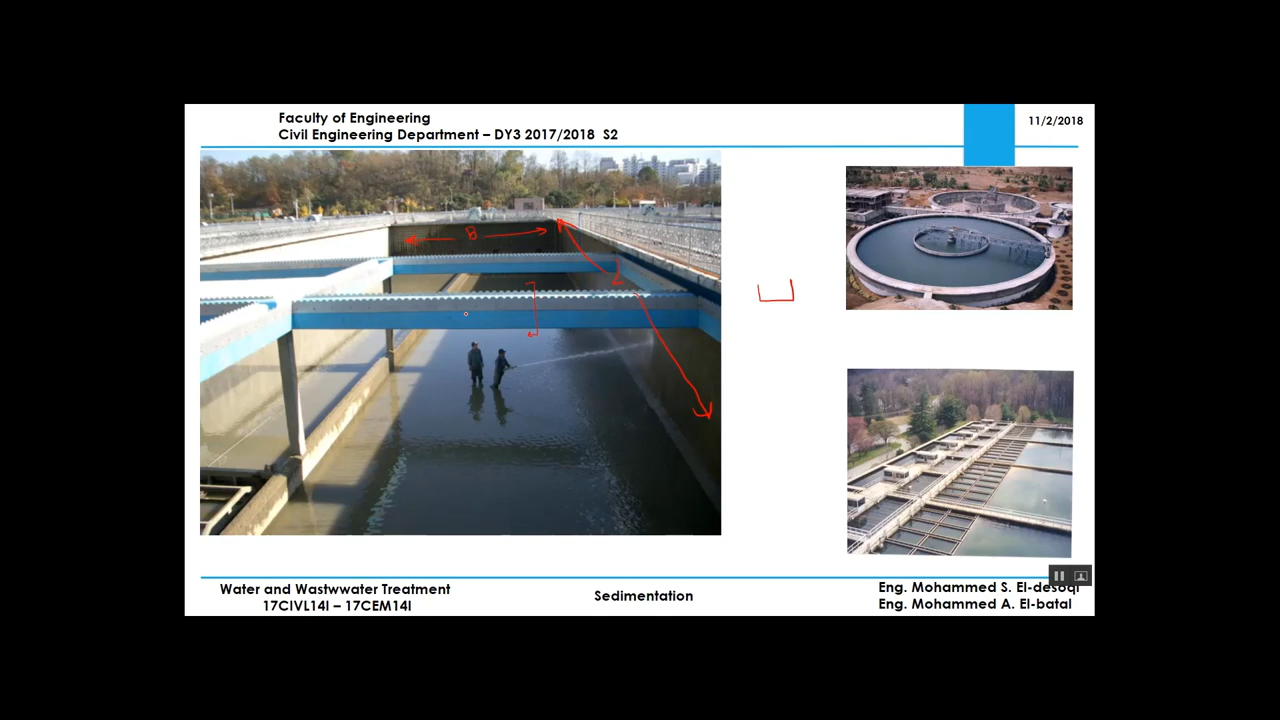 Faculty of Engineering
Civil Engineering Department – DY3 2017/2018 S2
11/2/2018
B
L
Water and Wastwwater Treatment
17CIVL14I – 17CEM14I
Sedimentation
Eng. Mohammed S. El-desoqi
Eng. Mohammed A. El-batal